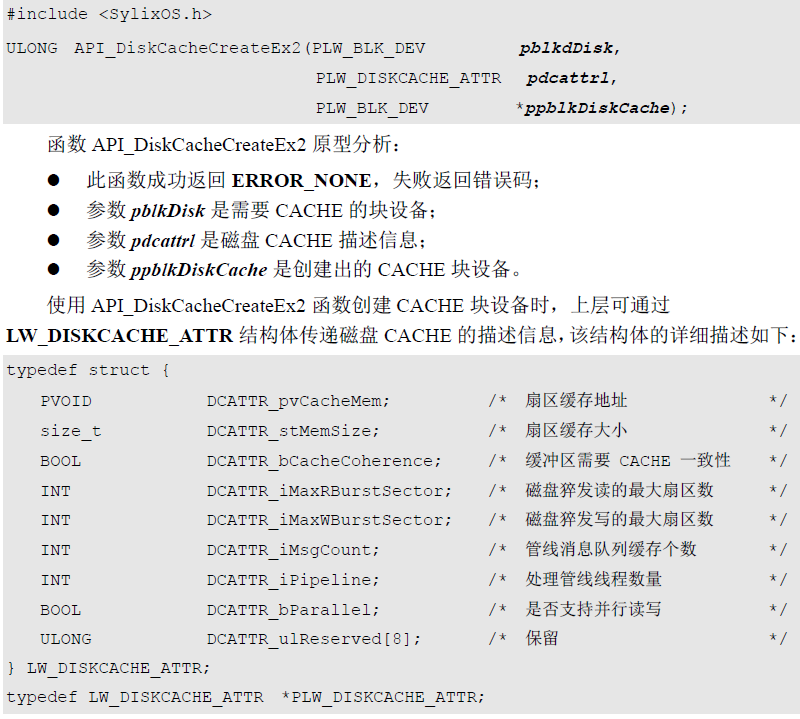 #include <SylixOS.h>
ULONG API_DiskCacheCreateEx2(PLW_BLK_DEV pblkdDisk,
PLW_DISKCACHE_ATTR pdcattrl,
PLW_BLK_DEV *ppblkDiskCache);
函数 API_DiskCacheCreateEx2 原型分析：
● 此函数成功返回 ERROR_NONE，失败返回错误码；
● 参数 pblkDisk 是需要 CACHE 的块设备；
● 参数 pdcattrl 是磁盘 CACHE 描述信息；
● 参数 ppblkDiskCache 是创建出的 CACHE 块设备。
使用 API_DiskCacheCreateEx2 函数创建 CACHE 块设备时，上层可通过
LW_DISKCACHE_ATTR 结构体传递磁盘 CACHE 的描述信息，该结构体的详细描述如下：
typedef struct {
PVOID DCATTR_pvCacheMem; /* 扇区缓存地址 */
size_t DCATTR_stMemSize; /* 扇区缓存大小 */
BOOL DCATTR_bCacheCoherence; /* 缓冲区需要 CACHE 一致性 */
INT DCATTR_iMaxRBurstSector; /* 磁盘猝发读的最大扇区数 */
INT DCATTR_iMaxWBurstSector; /* 磁盘猝发写的最大扇区数 */
INT DCATTR_iMsgCount; /* 管线消息队列缓存个数 */
INT DCATTR_iPipeline; /* 处理管线线程数量 */
BOOL DCATTR_bParallel; /* 是否支持并行读写 */
ULONG DCATTR_ulReserved[8]; /* 保留 */
} LW_DISKCACHE_ATTR;
typedef LW_DISKCACHE_ATTR *PLW_DISKCACHE_ATTR;